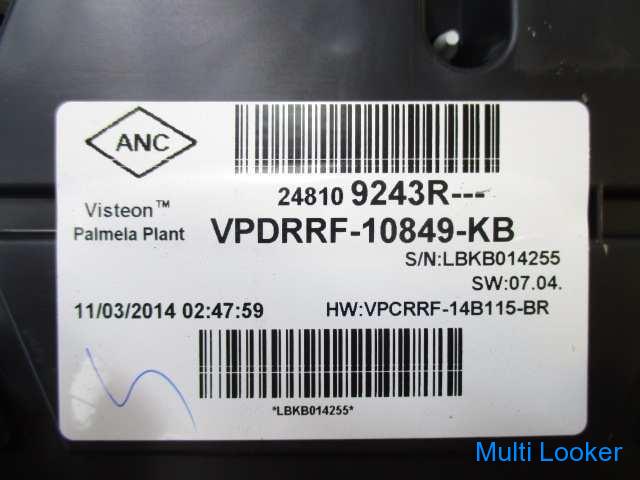 ANC
24810 9243R---
Visteon™
Palmela Plant
VPDRRF-10849-KB
S/N:LBKB014255
SW:07.04.
11/03/2014 02:47:59
HW:VPCRRF-14B115-BR
*LBKB014255*
Multi Looker